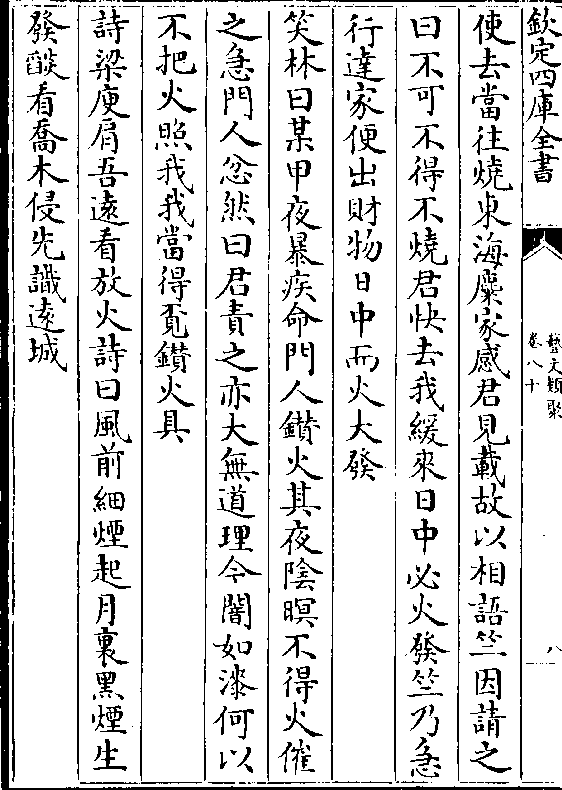 欽定四庫全書
藝文類聚
卷八十
八
使去當往燒東海麋家感君見載故以相語竺因請之
曰不可不得不燒君快去我緩來日中必火發竺乃急
行達家便出財物日中而火大發
笑林曰某甲夜暴疾命門人鑚火其夜陰暝不得火催
之急門人忿然曰君責之亦大無道理今闇如漆何以
不把火照我我當得覓鑚火具
詩梁庾肩吾遠看放火詩曰風前細煙起月裏黑煙生
發燄看喬木侵光識逺城